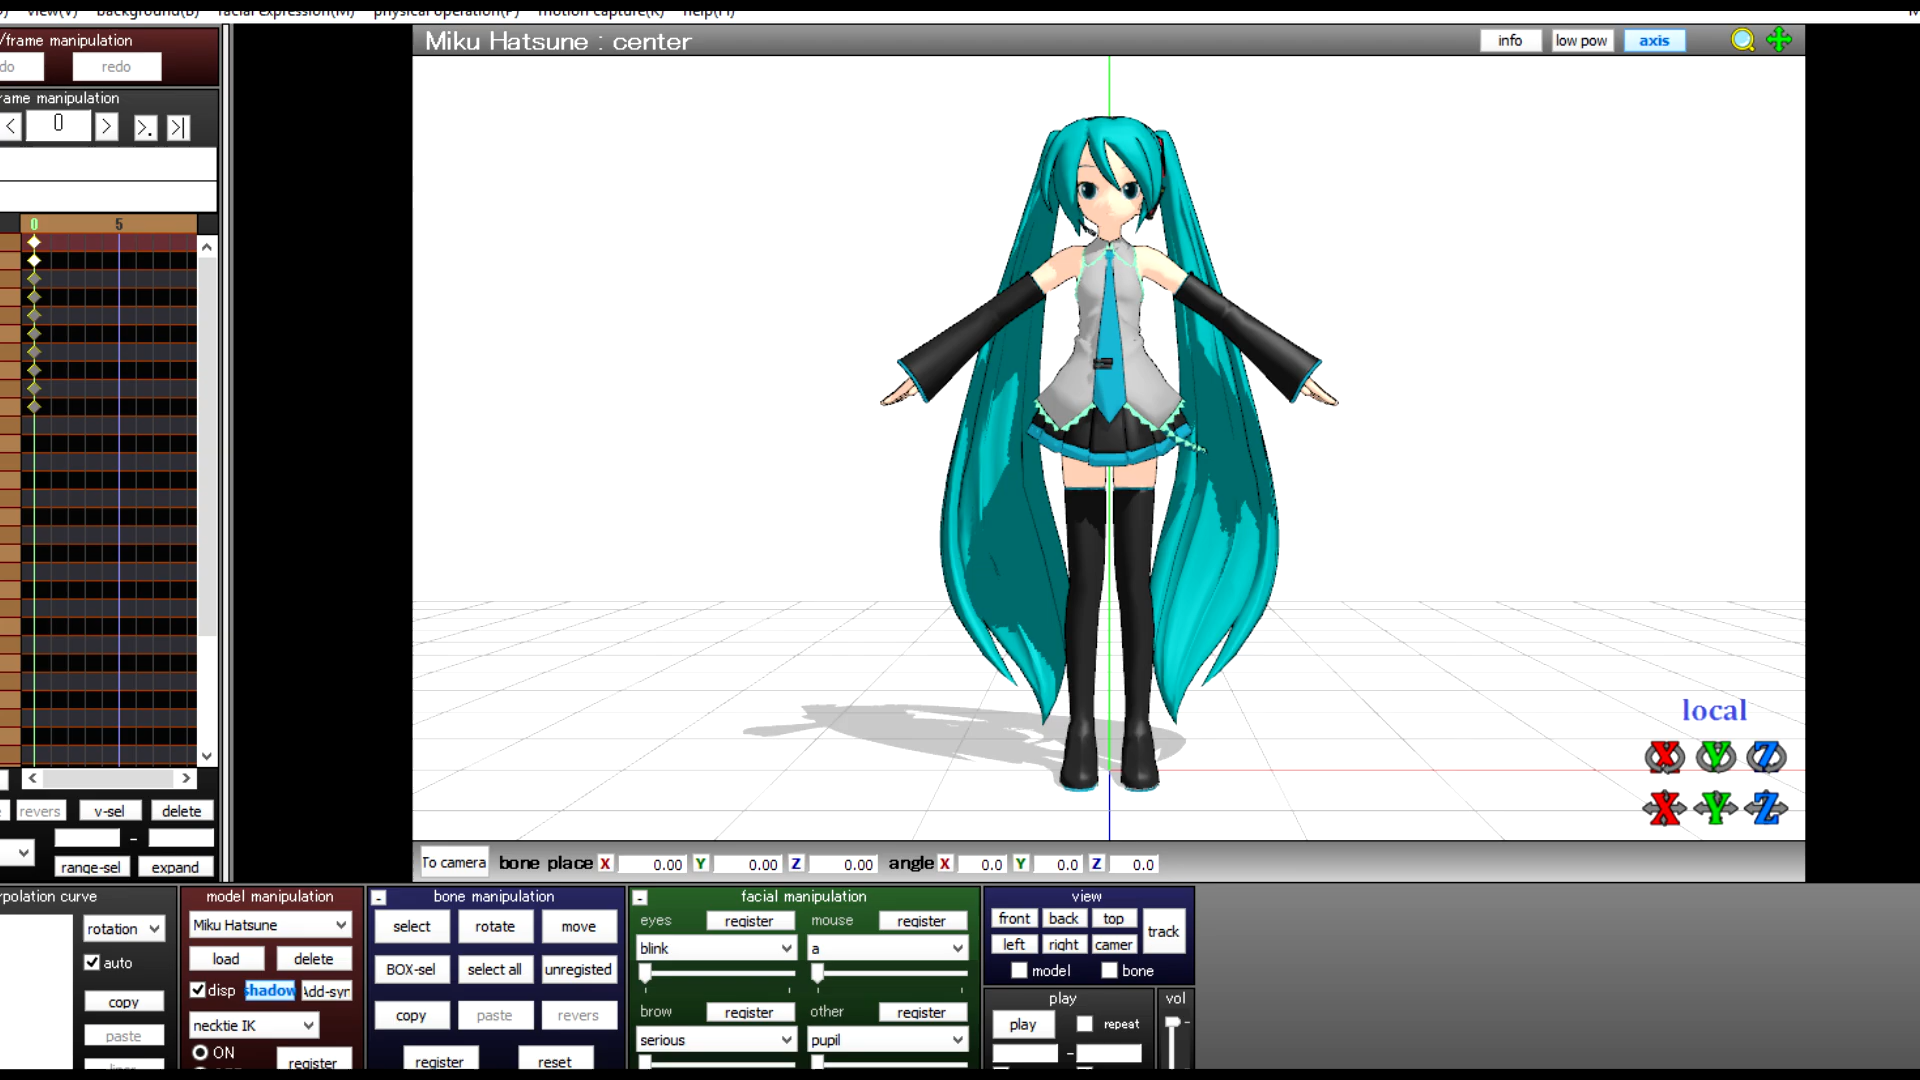 view(V) background(B) facial expression(M) physical operation(P) motion capture(K) help(H)
/frame manipulation
do redo
rame manipulation
< 0 > >. >|
0 5
revers v-sel delete
-
range-sel expand
Miku Hatsune : center
info low pow axis
local
X Y Z
X Y Z
To camera bone place X 0.00 Y 0.00 Z 0.00 angle X 0.0 Y 0.0 Z 0.0
rpolation curve
rotation
auto
copy
paste
model manipulation
Miku Hatsune
load delete
disp shadow Add-syn
necktie IK
ON
register
- bone manipulation
select rotate move
BOX-sel select all unregisted
copy paste revers
register reset
- facial manipulation
eyes register mouse register
blink a
brow register other register
serious pupil
view
front back top
left right camer
track
model bone
play
play repeat
-
vol